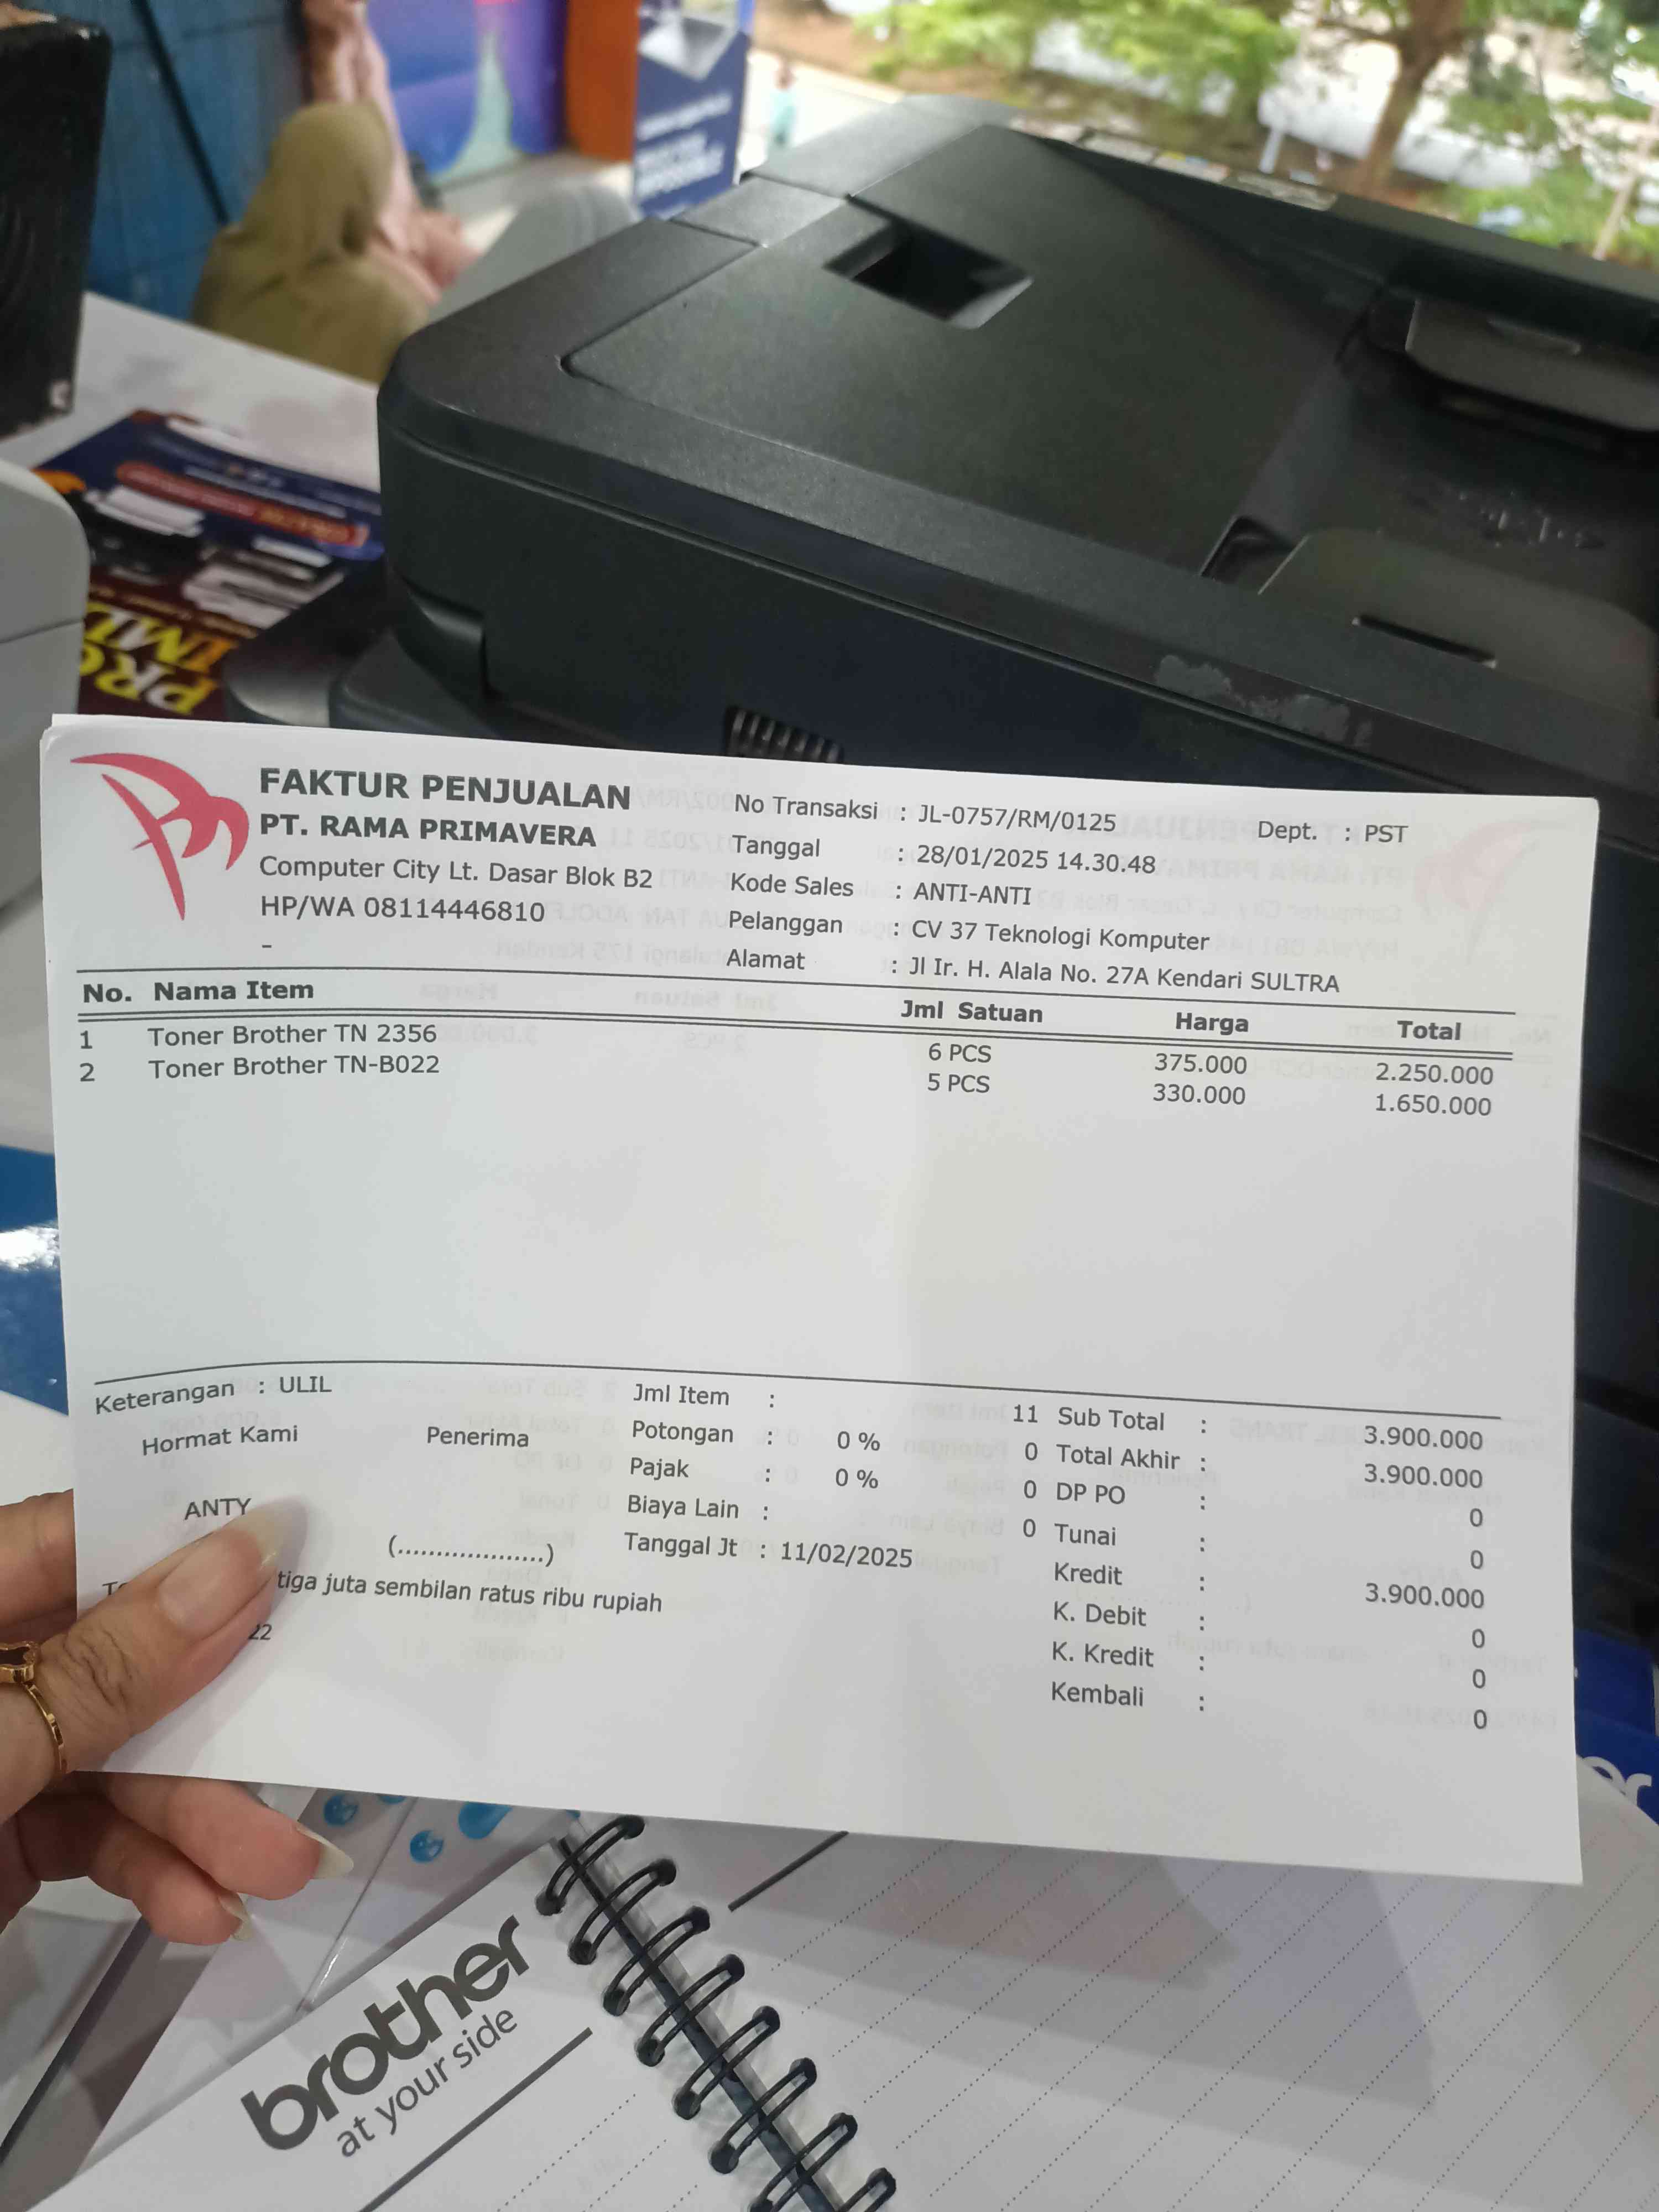 FAKTUR PENJUALAN
PT. RAMA PRIMAVERA
Computer City Lt. Dasar Blok B2
HP/WA 08114446810
-
No Transaksi : JL-0757/RM/0125 Dept. : PST
Tanggal : 28/01/2025 14.30.48
Kode Sales : ANTI-ANTI
Pelanggan : CV 37 Teknologi Komputer
Alamat : Jl Ir. H. Alala No. 27A Kendari SULTRA
No. Nama Item Jml Satuan Harga Total
1 Toner Brother TN 2356 6 PCS 375.000 2.250.000
2 Toner Brother TN-B022 5 PCS 330.000 1.650.000
Keterangan : ULIL
Hormat Kami Penerima
ANTY
(...................)
tiga juta sembilan ratus ribu rupiah
22
Jml Item : 11
Potongan : 0 % 0
Pajak : 0 % 0
Biaya Lain : 0
Tanggal Jt : 11/02/2025
Sub Total : 3.900.000
Total Akhir : 3.900.000
DP PO : 0
Tunai : 0
Kredit : 3.900.000
K. Debit : 0
K. Kredit : 0
Kembali : 0
brother
at your side